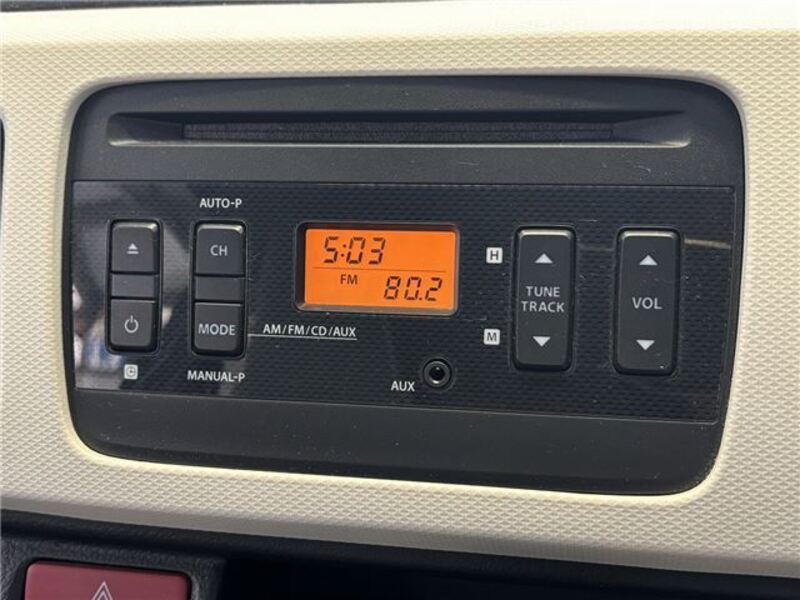 AUTO-P
CH
MODE
AM/FM/CD/AUX
MANUAL-P
5:03
FM
80.2
AUX
H
M
TUNE
TRACK
VOL